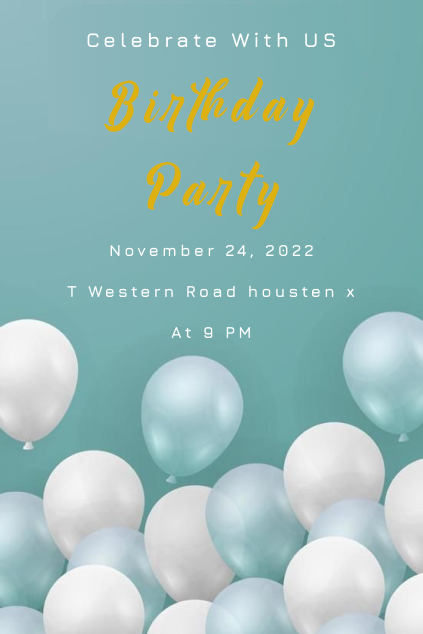 Celebrate With US
Birthday
Party
November 24, 2022
T Western Road housten x
At 9 PM